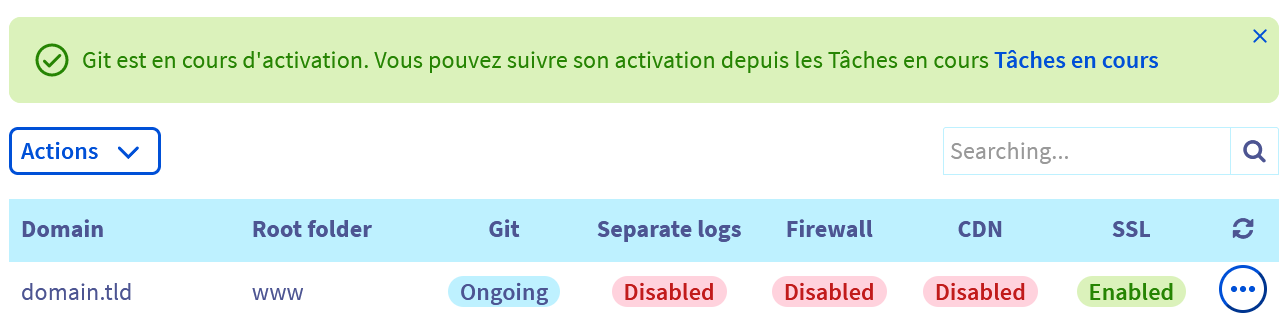 Git est en cours d'activation. Vous pouvez suivre son activation depuis les Tâches en cours Tâches en cours
Actions
Searching...
Domain Root folder Git Separate logs Firewall CDN SSL
domain.tld www Ongoing Disabled Disabled Disabled Enabled